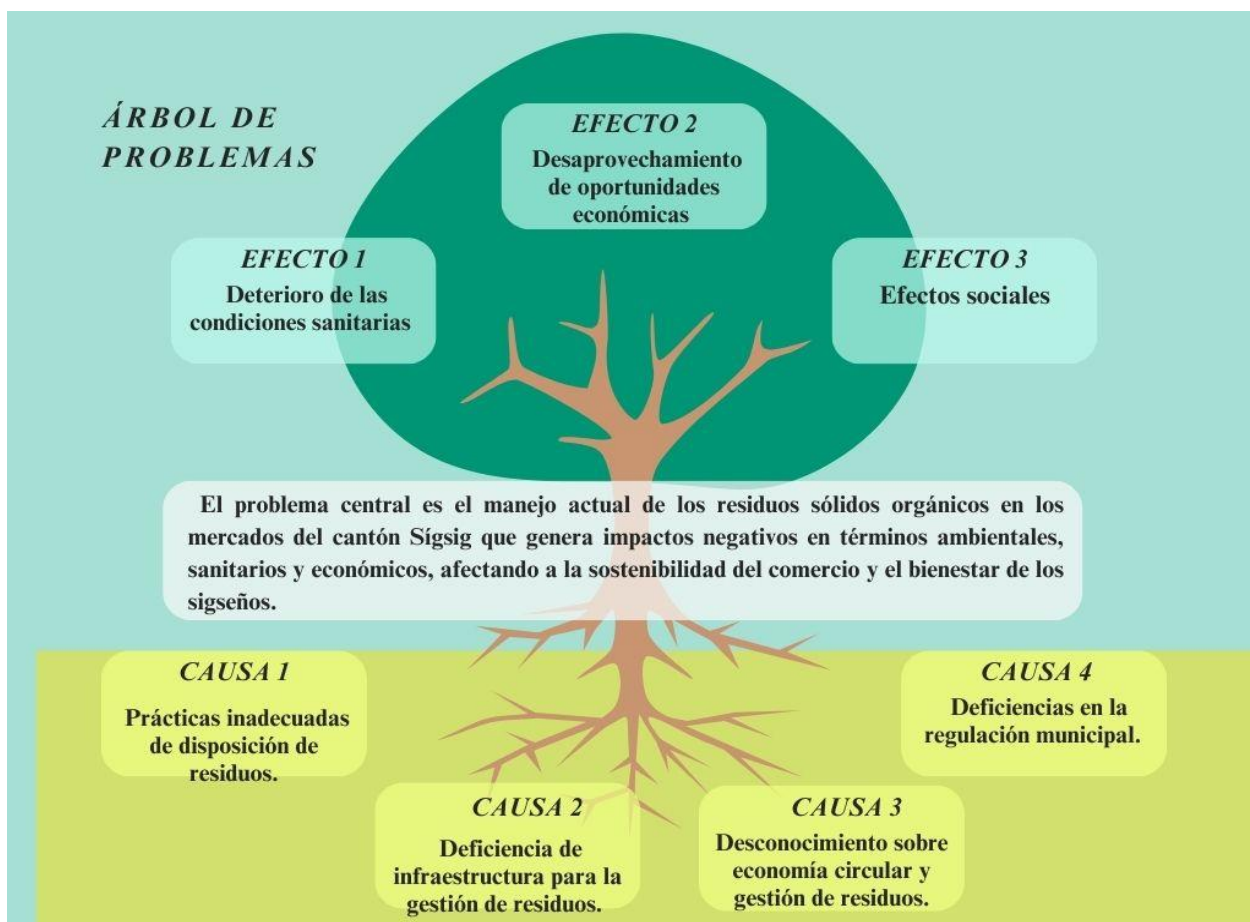 ÁRBOL DE
PROBLEMAS
EFECTO 2
Desaprovechamiento
de oportunidades
económicas
EFECTO 1
Deterioro de las
condiciones sanitarias
EFECTO 3
Efectos sociales
El problema central es el manejo actual de los residuos sólidos orgánicos en los
mercados del cantón Sígsig que genera impactos negativos en términos ambientales,
sanitarios y económicos, afectando a la sostenibilidad del comercio y el bienestar de los
sigseños.
CAUSA 1
Prácticas inadecuadas
de disposición de
residuos.
CAUSA 4
Deficiencias en la
regulación municipal.
CAUSA 2
Deficiencia de
infraestructura para la
gestión de residuos.
CAUSA 3
Desconocimiento sobre
economía circular y
gestión de residuos.